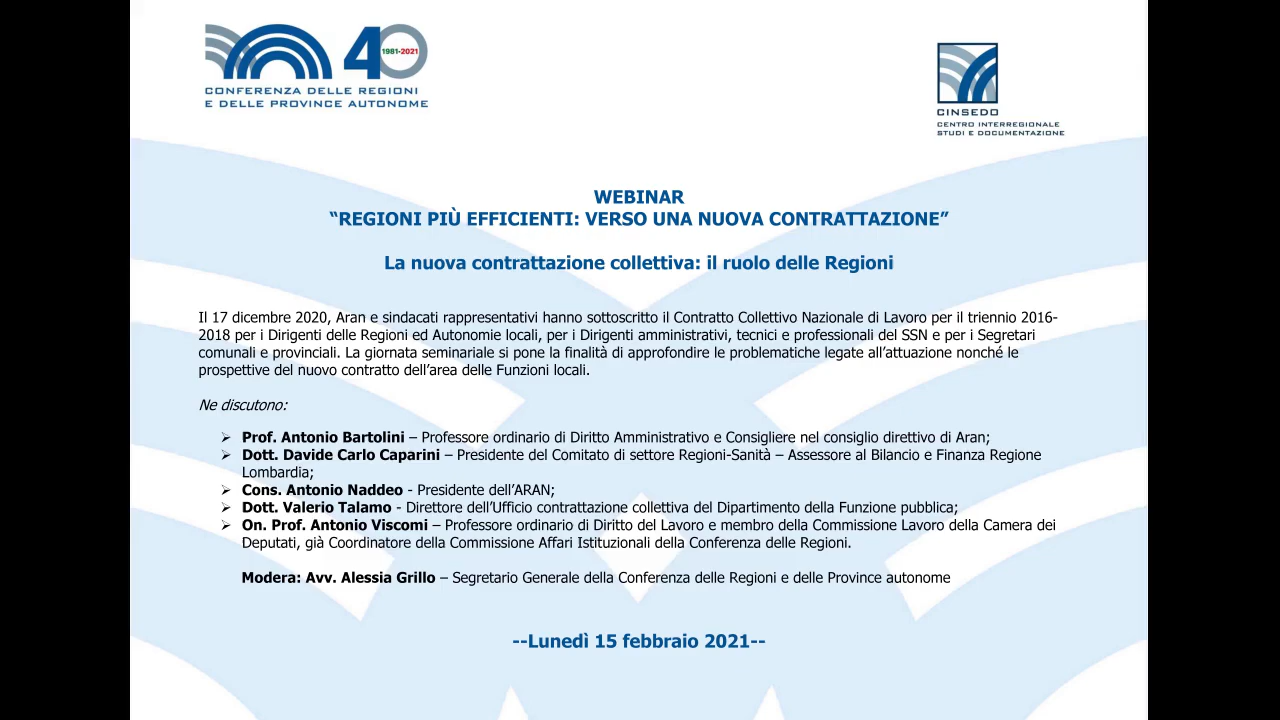 40
1981-2021
CONFERENZA DELLE REGIONI
E DELLE PROVINCE AUTONOME
CINSEDO
CENTRO INTERREGIONALE
STUDI E DOCUMENTAZIONE
WEBINAR
“REGIONI PIÙ EFFICIENTI: VERSO UNA NUOVA CONTRATTAZIONE”
La nuova contrattazione collettiva: il ruolo delle Regioni
Il 17 dicembre 2020, Aran e sindacati rappresentativi hanno sottoscritto il Contratto Collettivo Nazionale di Lavoro per il triennio 2016-
2018 per i Dirigenti delle Regioni ed Autonomie locali, per i Dirigenti amministrativi, tecnici e professionali del SSN e per i Segretari
comunali e provinciali. La giornata seminariale si pone la finalità di approfondire le problematiche legate all’attuazione nonché le
prospettive del nuovo contratto dell’area delle Funzioni locali.
Ne discutono:
➢ Prof. Antonio Bartolini – Professore ordinario di Diritto Amministrativo e Consigliere nel consiglio direttivo di Aran;
➢ Dott. Davide Carlo Caparini – Presidente del Comitato di settore Regioni-Sanità – Assessore al Bilancio e Finanza Regione
Lombardia;
➢ Cons. Antonio Naddeo - Presidente dell’ARAN;
➢ Dott. Valerio Talamo - Direttore dell’Ufficio contrattazione collettiva del Dipartimento della Funzione pubblica;
➢ On. Prof. Antonio Viscomi – Professore ordinario di Diritto del Lavoro e membro della Commissione Lavoro della Camera dei
Deputati, già Coordinatore della Commissione Affari Istituzionali della Conferenza delle Regioni.
Modera: Avv. Alessia Grillo – Segretario Generale della Conferenza delle Regioni e delle Province autonome
--Lunedì 15 febbraio 2021--